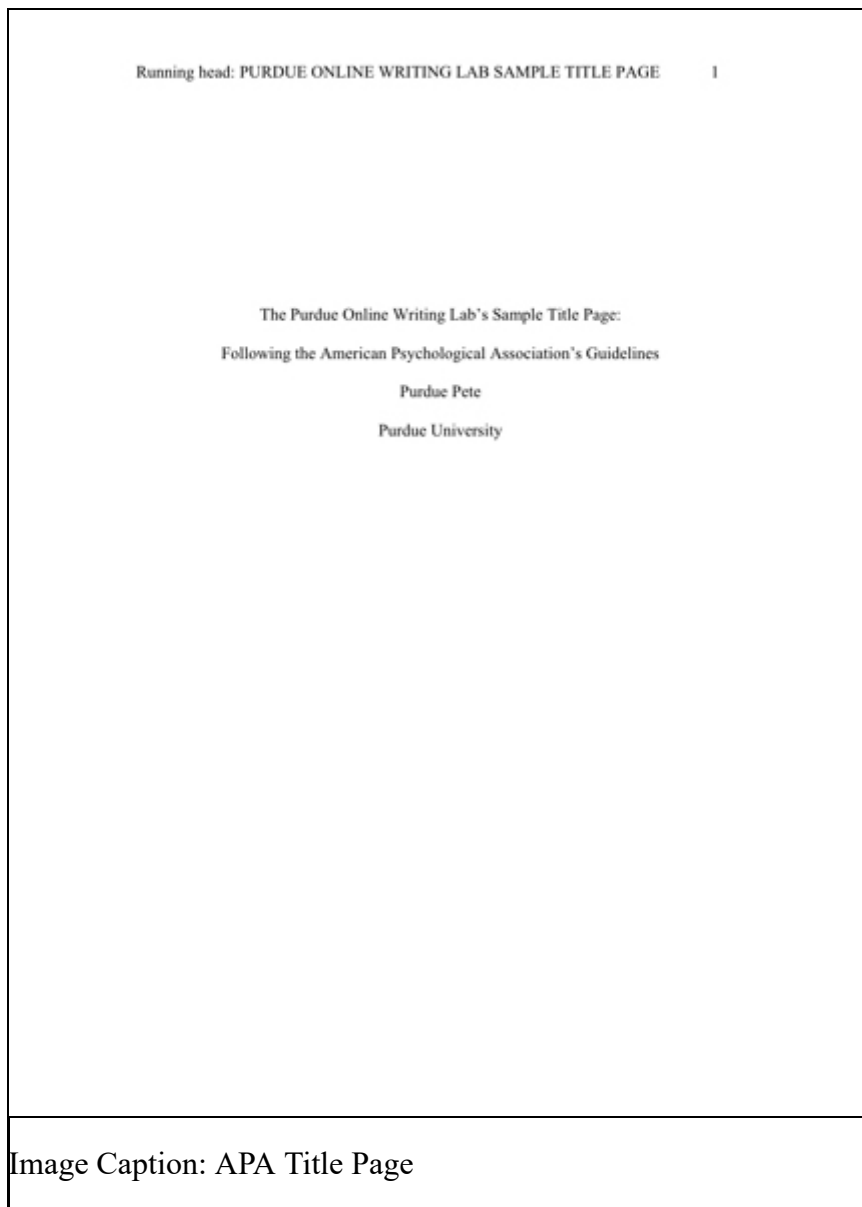 Running head: PURDUE ONLINE WRITING LAB SAMPLE TITLE PAGE 1
The Purdue Online Writing Lab’s Sample Title Page:
Following the American Psychological Association’s Guidelines
Purdue Pete
Purdue University
Image Caption: APA Title Page